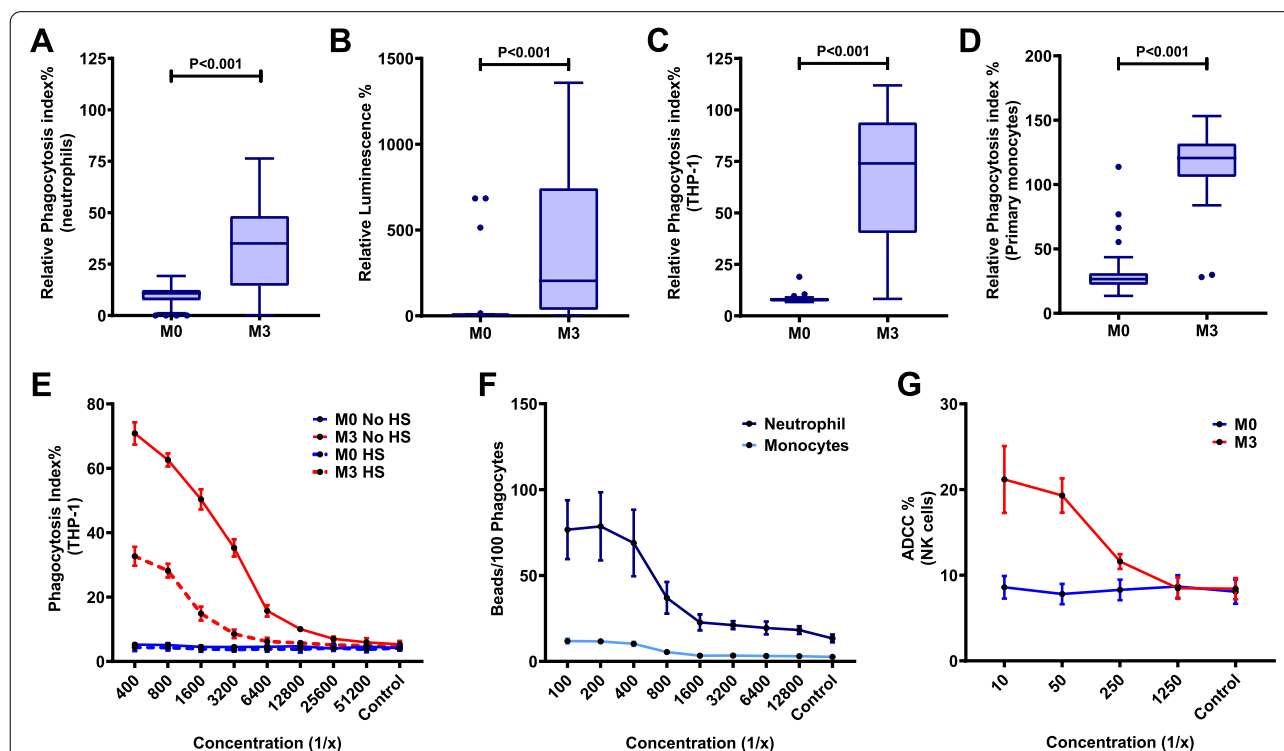 A
Relative Phagocytosis index%
(neutrophils)
125
100
75
50
25
0
P<0.001
M0 M3
B
Relative Luminescence %
1500
1000
500
0
P<0.001
M0 M3
C
Relative Phagocytosis index%
(THP-1)
125
100
75
50
25
0
P<0.001
M0 M3
D
Relative Phagocytosis index %
(Primary monocytes)
200
150
100
50
0
P<0.001
M0 M3
E
Phagocytosis Index%
(THP-1)
80
60
40
20
0
M0 No HS
M3 No HS
M0 HS
M3 HS
400 800 1600 3200 6400 12800 25600 51200 Control
Concentration (1/x)
F
Beads/100 Phagocytes
150
100
50
0
Neutrophil
Monocytes
100 200 400 800 1600 3200 6400 12800 Control
Concentration (1/x)
G
ADCC %
(NK cells)
30
20
10
0
M0
M3
10 50 250 1250 Control
Concentration (1/x)